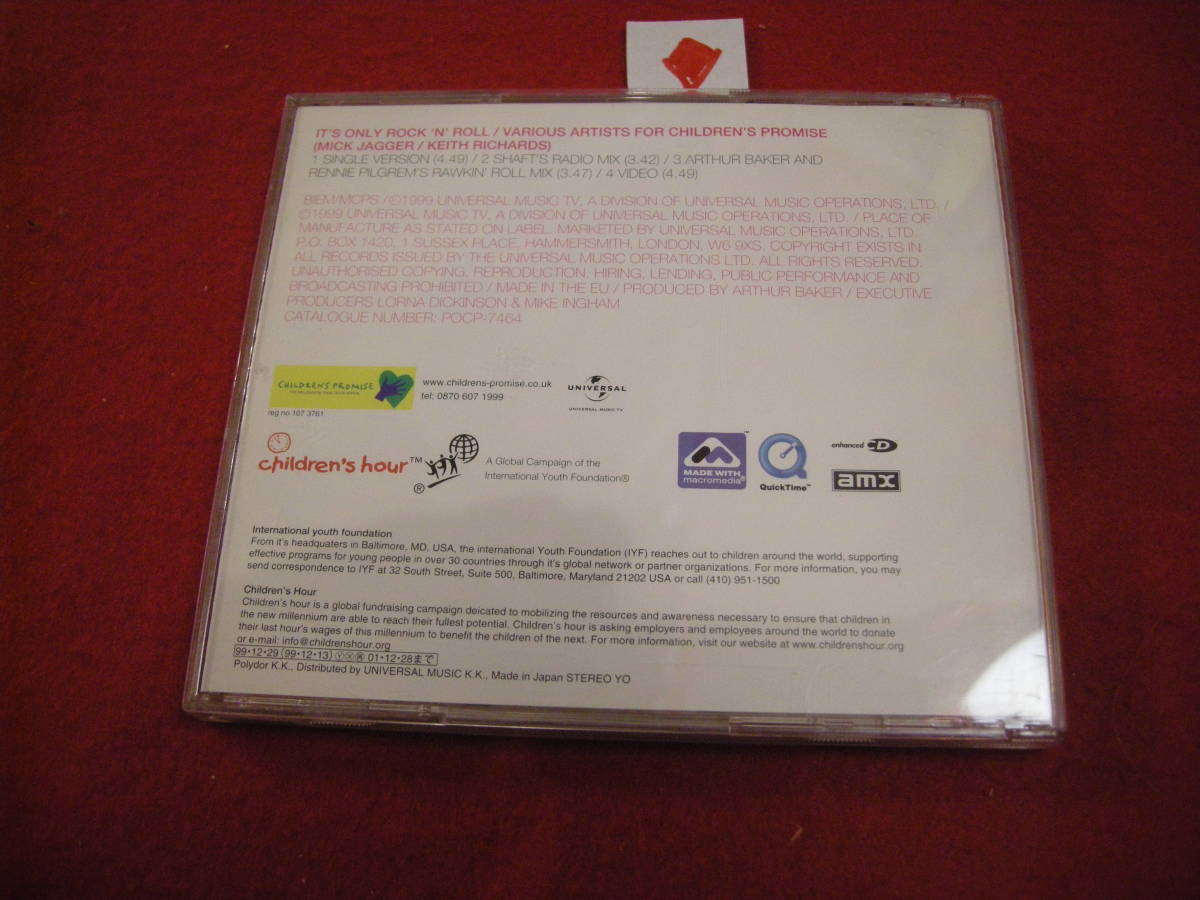 IT'S ONLY ROCK 'N' ROLL / VARIOUS ARTISTS FOR CHILDREN'S PROMISE
(MICK JAGGER / KEITH RICHARDS)
1 SINGLE VERSION (4.49) / 2 SHAFT'S RADIO MIX (3.42) / 3 ARTHUR BAKER AND
RENNIE PILGREM'S RAWKIN' ROLL MIX (3.47) / 4 VIDEO (4.49)
BIEM/MCPS / ©1999 UNIVERSAL MUSIC TV, A DIVISION OF UNIVERSAL MUSIC OPERATIONS, LTD. /
©1999 UNIVERSAL MUSIC TV, A DIVISION OF UNIVERSAL MUSIC OPERATIONS, LTD. / PLACE OF
MANUFACTURE AS STATED ON LABEL. MARKETED BY UNIVERSAL MUSIC OPERATIONS, LTD.
P.O. BOX 1420, 1 SUSSEX PLACE, HAMMERSMITH, LONDON, W6 9XS. COPYRIGHT EXISTS IN
ALL RECORDS ISSUED BY THE UNIVERSAL MUSIC OPERATIONS LTD. ALL RIGHTS RESERVED.
UNAUTHORISED COPYING, REPRODUCTION, HIRING, LENDING, PUBLIC PERFORMANCE AND
BROADCASTING PROHIBITED / MADE IN THE EU / PRODUCED BY ARTHUR BAKER / EXECUTIVE
PRODUCERS LORNA DICKINSON & MIKE INGHAM
CATALOGUE NUMBER: POCP-7464
CHILDREN'S PROMISE
reg no.107 3761
www.childrens-promise.co.uk
tel: 0870 607 1999
UNIVERSAL
UNIVERSAL MUSIC TV
children's hour™
®
A Global Campaign of the
International Youth Foundation®
MADE WITH
macromedia®
™
QuickTime™
enhanced CD
amx
International youth foundation
From it's headquaters in Baltimore, MD, USA, the international Youth Foundation (IYF) reaches out to children around the world, supporting
effective programs for young people in over 30 countries through it's global network or partner organizations. For more information, you may
send correspondence to IYF at 32 South Street, Suite 500, Baltimore, Maryland 21202 USA or call (410) 951-1500
Children's Hour
Children's hour is a global fundraising campaign deicated to mobilizing the resources and awareness necessary to ensure that children in
the new millennium are able to reach their fullest potential. Children's hour is asking employers and employees around the world to donate
their last hour's wages of this millennium to benefit the children of the next. For more information, visit our website at www.childrenshour.org
or e-mail: info@childrenshour.org
99・12・29 (99・12・13) Ⓨ Ⓧ 再 01・12・28まで
Polydor K.K., Distributed by UNIVERSAL MUSIC K.K., Made in Japan STEREO YO